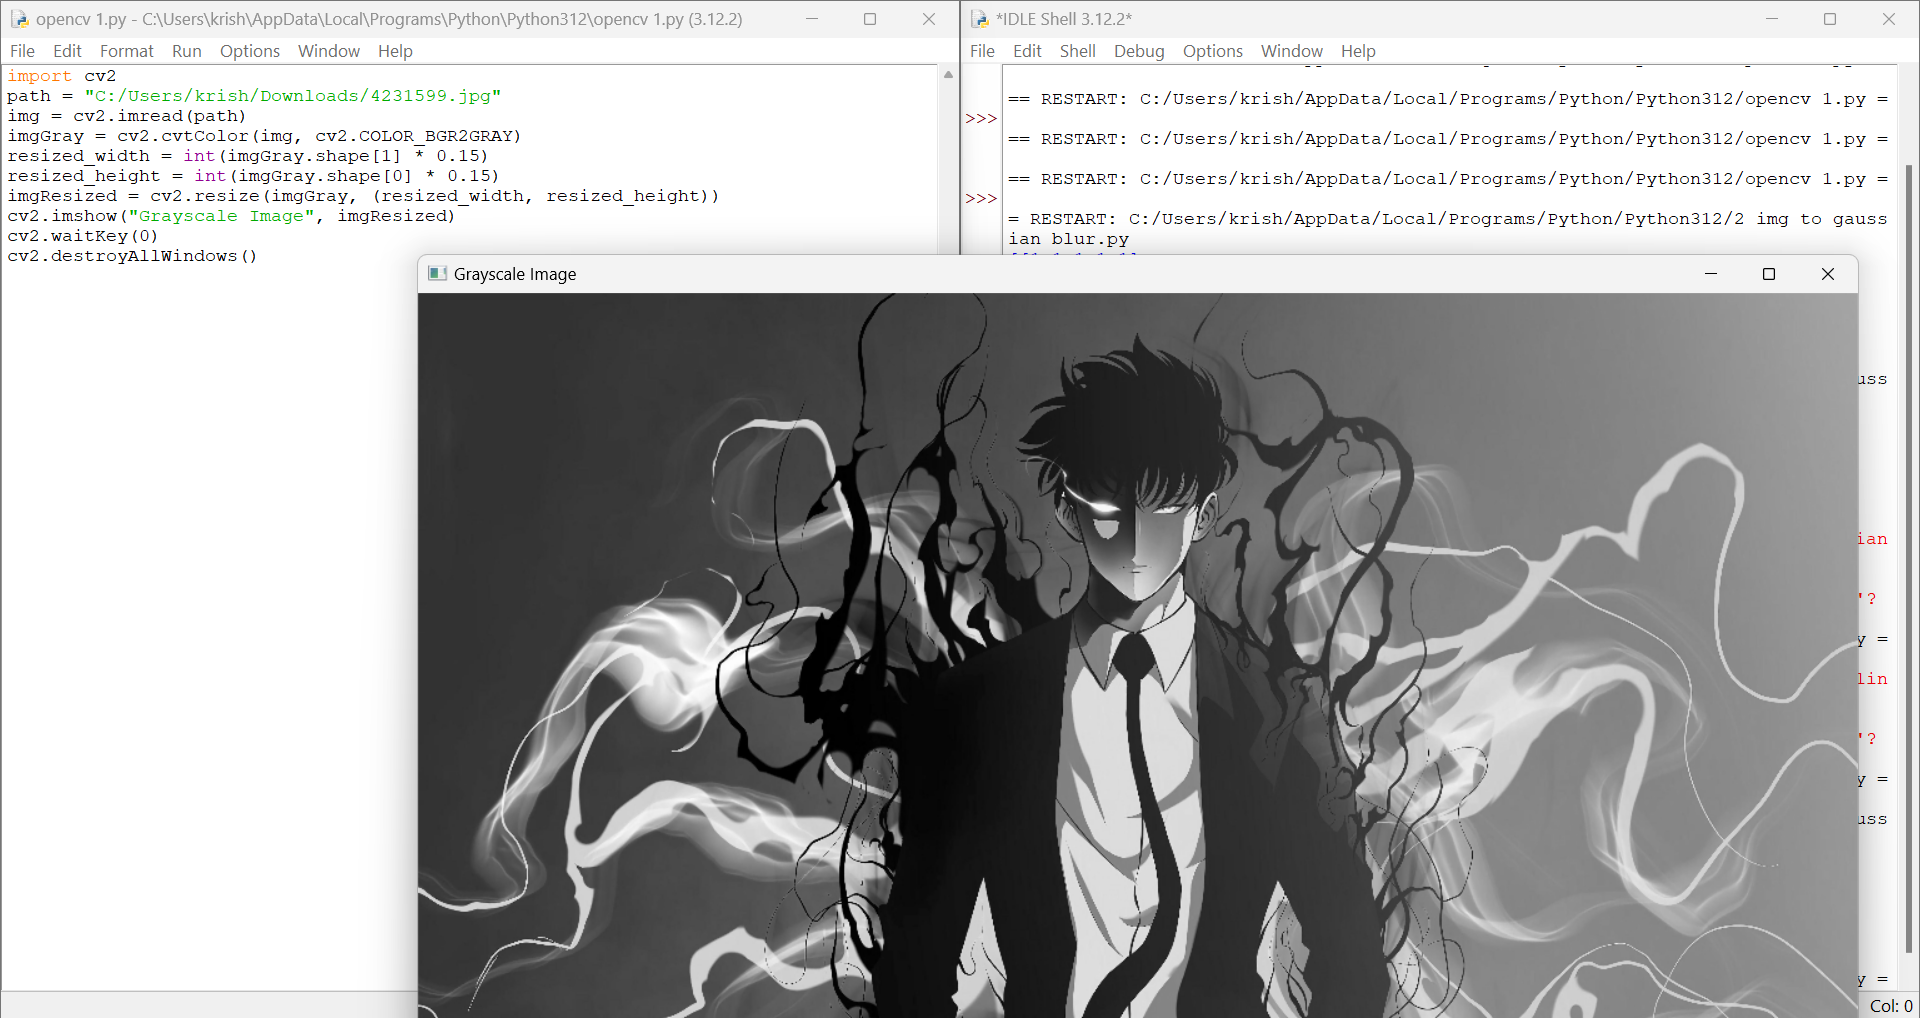 opencv 1.py - C:\Users\krish\AppData\Local\Programs\Python\Python312\opencv 1.py (3.12.2)
File Edit Format Run Options Window Help
import cv2
path = "C:/Users/krish/Downloads/4231599.jpg"
img = cv2.imread(path)
imgGray = cv2.cvtColor(img, cv2.COLOR_BGR2GRAY)
resized_width = int(imgGray.shape[1] * 0.15)
resized_height = int(imgGray.shape[0] * 0.15)
imgResized = cv2.resize(imgGray, (resized_width, resized_height))
cv2.imshow("Grayscale Image", imgResized)
cv2.waitKey(0)
cv2.destroyAllWindows()
*IDLE Shell 3.12.2*
File Edit Shell Debug Options Window Help
== RESTART: C:/Users/krish/AppData/Local/Programs/Python/Python312/opencv 1.py =
>>>
== RESTART: C:/Users/krish/AppData/Local/Programs/Python/Python312/opencv 1.py =
== RESTART: C:/Users/krish/AppData/Local/Programs/Python/Python312/opencv 1.py =
>>>
= RESTART: C:/Users/krish/AppData/Local/Programs/Python/Python312/2 img to gauss
ian blur.py
Grayscale Image
uss
ian
'?
y =
lin
'?
y =
uss
y =
Col: 0